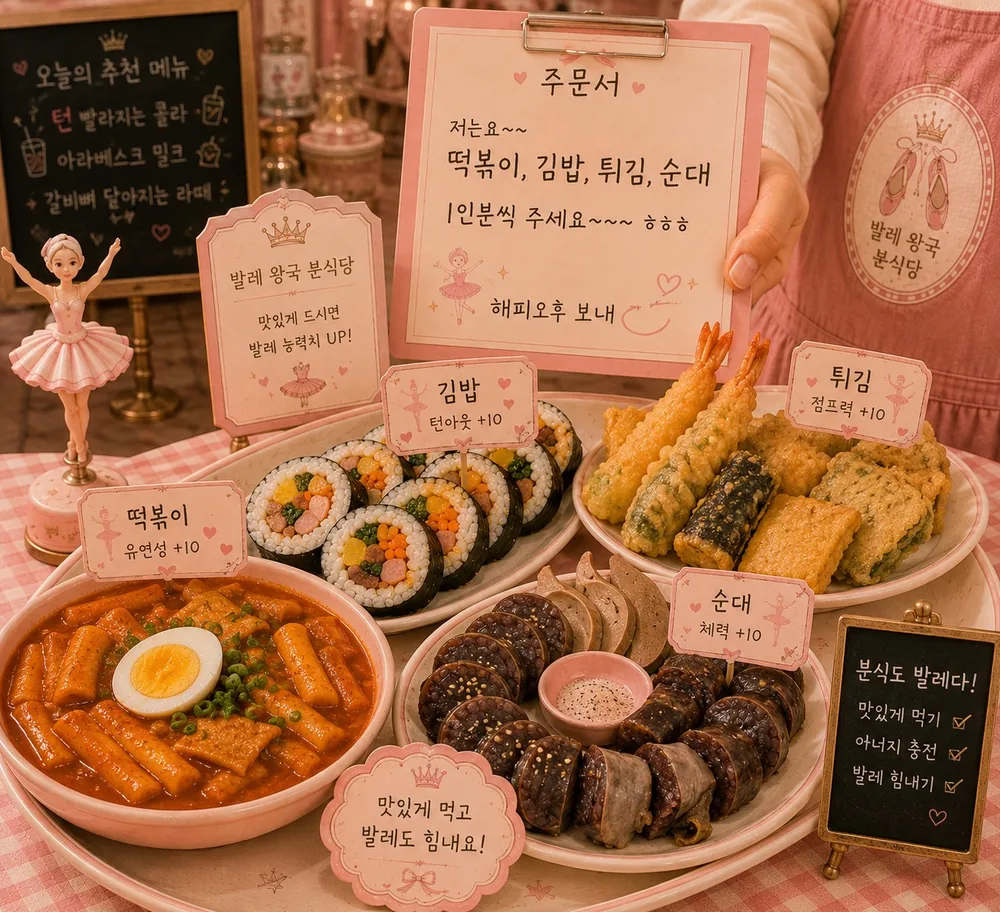 오늘의 추천 메뉴
턴 빨라지는 콜라
아라베스크 밀크
갈비뼈 닫아지는 라떼
주문서
저는요~~
떡볶이, 김밥, 튀김, 순대
1인분씩 주세요~~~ ㅎㅎㅎ
해피오후 보내
발레 왕국
분식당
발레 왕국 분식당
맛있게 드시면
발레 능력치 UP!
김밥
턴아웃 +10
튀김
점프력 +10
떡볶이
유연성 +10
순대
체력 +10
분식도 발레다!
맛있게 먹기
아너지 충전
발레 힘내기
맛있게 먹고
발레도 힘내요!